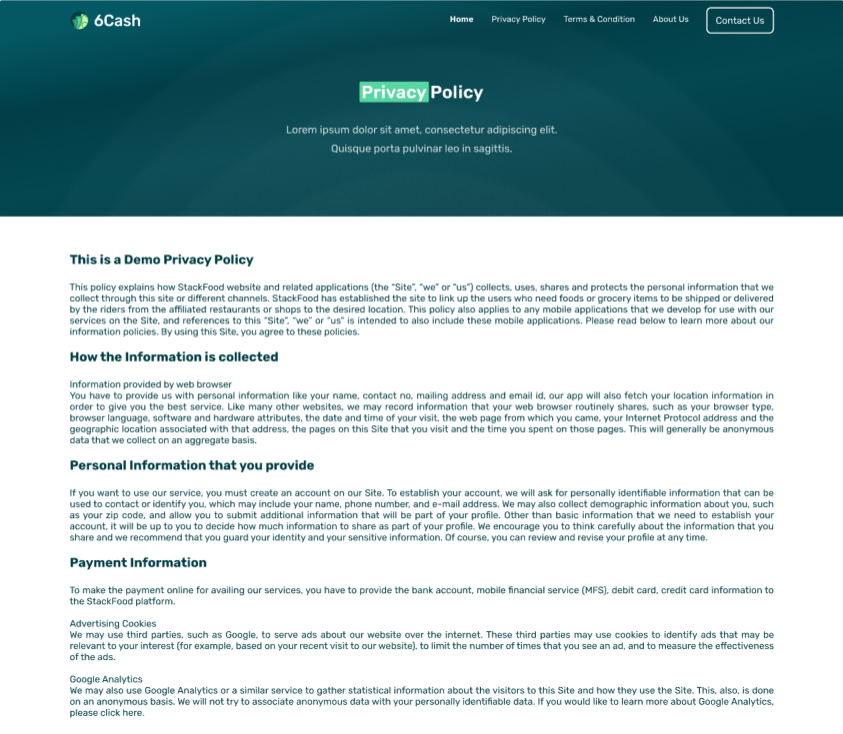 6Cash
Home Privacy Policy Terms & Condition About Us Contact Us
Privacy Policy
Lorem ipsum dolor sit amet, consectetur adipiscing elit.
Quisque porta pulvinar leo in sagittis.
This is a Demo Privacy Policy
This policy explains how StackFood website and related applications (the “Site”, “we” or “us”) collects, uses, shares and protects the personal information that we
collect through this site or different channels. StackFood has established the site to link up the users who need foods or grocery items to be shipped or delivered
by the riders from the affiliated restaurants or shops to the desired location. This policy also applies to any mobile applications that we develop for use with our
services on the Site, and references to this “Site”, “we” or “us” is intended to also include these mobile applications. Please read below to learn more about our
information policies. By using this Site, you agree to these policies.
How the Information is collected
Information provided by web browser
You have to provide us with personal information like your name, contact no, mailing address and email id, our app will also fetch your location information in
order to give you the best service. Like many other websites, we may record information that your web browser routinely shares, such as your browser type,
browser language, software and hardware attributes, the date and time of your visit, the web page from which you came, your Internet Protocol address and the
geographic location associated with that address, the pages on this Site that you visit and the time you spent on those pages. This will generally be anonymous
data that we collect on an aggregate basis.
Personal Information that you provide
If you want to use our service, you must create an account on our Site. To establish your account, we will ask for personally identifiable information that can be
used to contact or identify you, which may include your name, phone number, and e-mail address. We may also collect demographic information about you, such
as your zip code, and allow you to submit additional information that will be part of your profile. Other than basic information that we need to establish your
account, it will be up to you to decide how much information to share as part of your profile. We encourage you to think carefully about the information that you
share and we recommend that you guard your identity and your sensitive information. Of course, you can review and revise your profile at any time.
Payment Information
To make the payment online for availing our services, you have to provide the bank account, mobile financial service (MFS), debit card, credit card information to
the StackFood platform.
Advertising Cookies
We may use third parties, such as Google, to serve ads about our website over the internet. These third parties may use cookies to identify ads that may be
relevant to your interest (for example, based on your recent visit to our website), to limit the number of times that you see an ad, and to measure the effectiveness
of the ads.
Google Analytics
We may also use Google Analytics or a similar service to gather statistical information about the visitors to this Site and how they use the Site. This, also, is done
on an anonymous basis. We will not try to associate anonymous data with your personally identifiable data. If you would like to learn more about Google Analytics,
please click here.